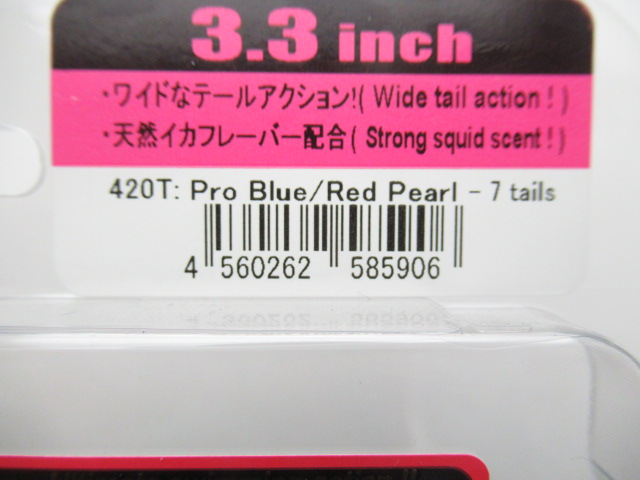 3.3 inch
・ワイドなテールアクション!( Wide tail action ! )
・天然イカフレーバー配合( Strong squid scent ! )
420T: Pro Blue/Red Pearl - 7 tails
4 560262 585906